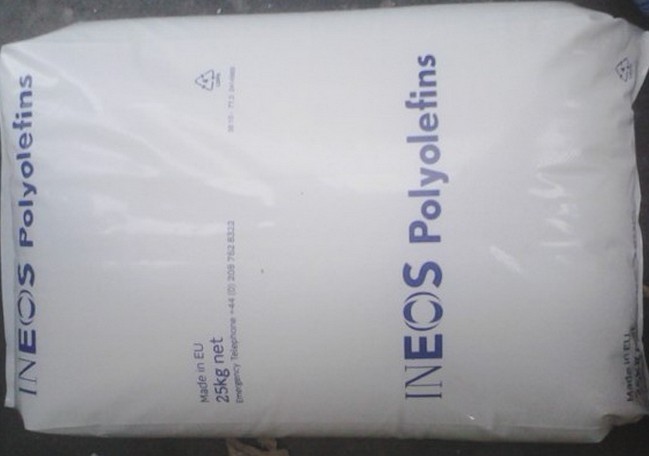 INEOS Polyolefins
Made in EU
25kg net
Emergency Telephone +44 (0) 208 762 8322
INEOS Polyolefins
Made in EU